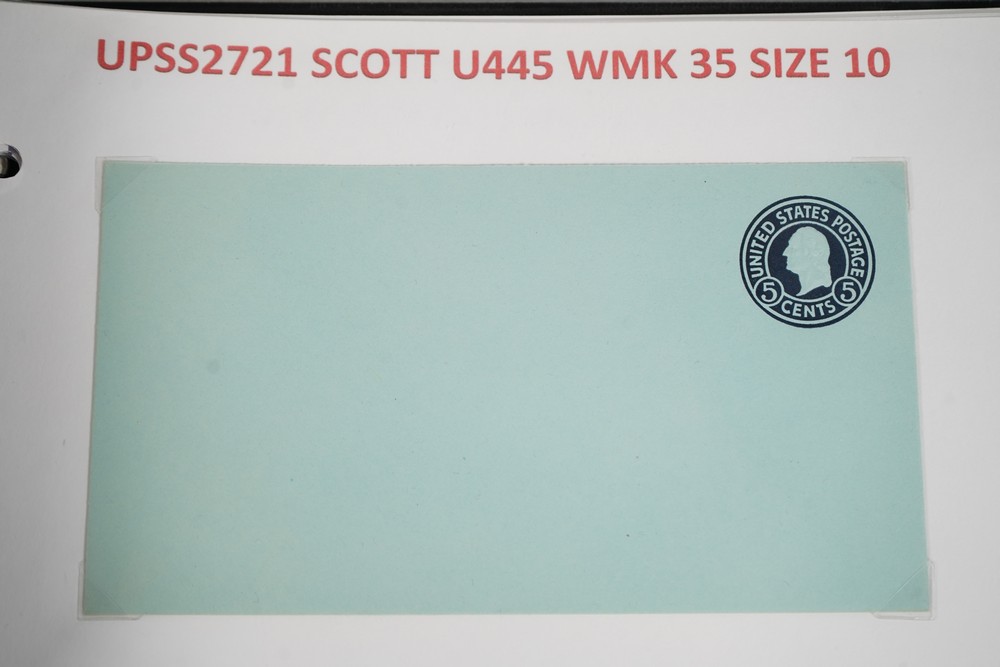 UPSS2721 SCOTT U445 WMK 35 SIZE 10
UNITED STATES POSTAGE
5 CENTS 5